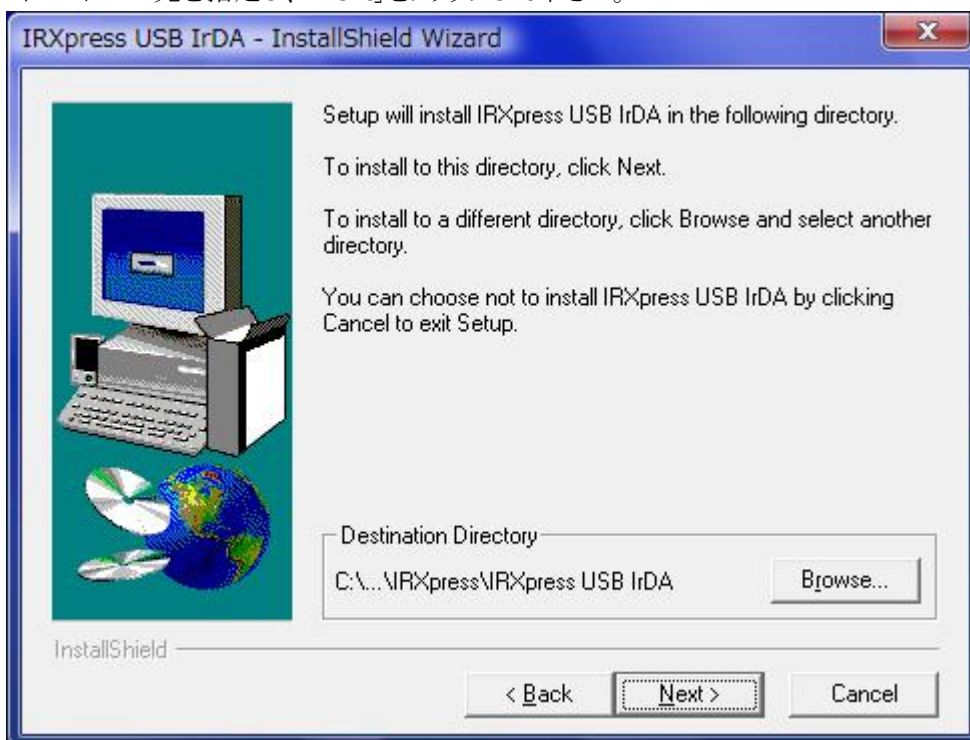 IRXpress USB IrDA - InstallShield Wizard
Setup will install IRXpress USB IrDA in the following directory.
To install to this directory, click Next.
To install to a different directory, click Browse and select another
directory.
You can choose not to install IRXpress USB IrDA by clicking
Cancel to exit Setup.
Destination Directory
C:\...\IRXpress\IRXpress USB IrDA
Browse...
InstallShield
< Back
Next >
Cancel